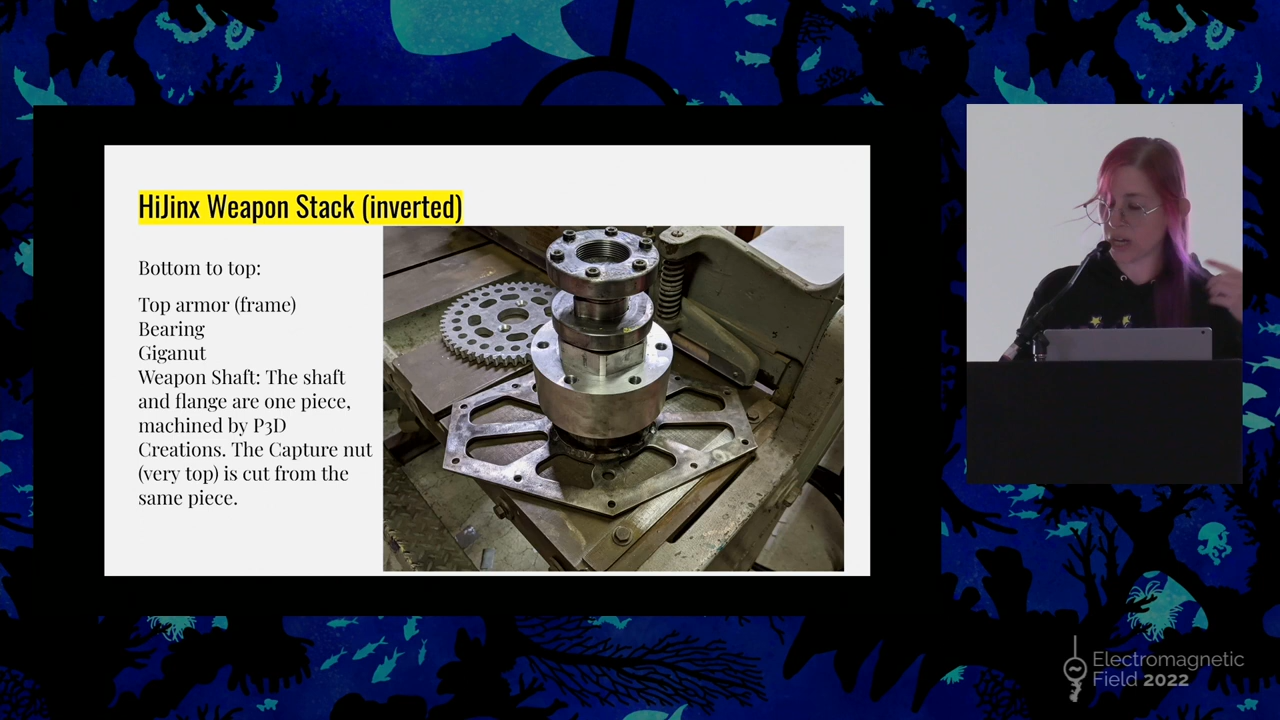 HiJinx Weapon Stack (inverted)
Bottom to top:
Top armor (frame)
Bearing
Giganut
Weapon Shaft: The shaft
and flange are one piece,
machined by P3D
Creations. The Capture nut
(very top) is cut from the
same piece.
Electromagnetic
Field 2022